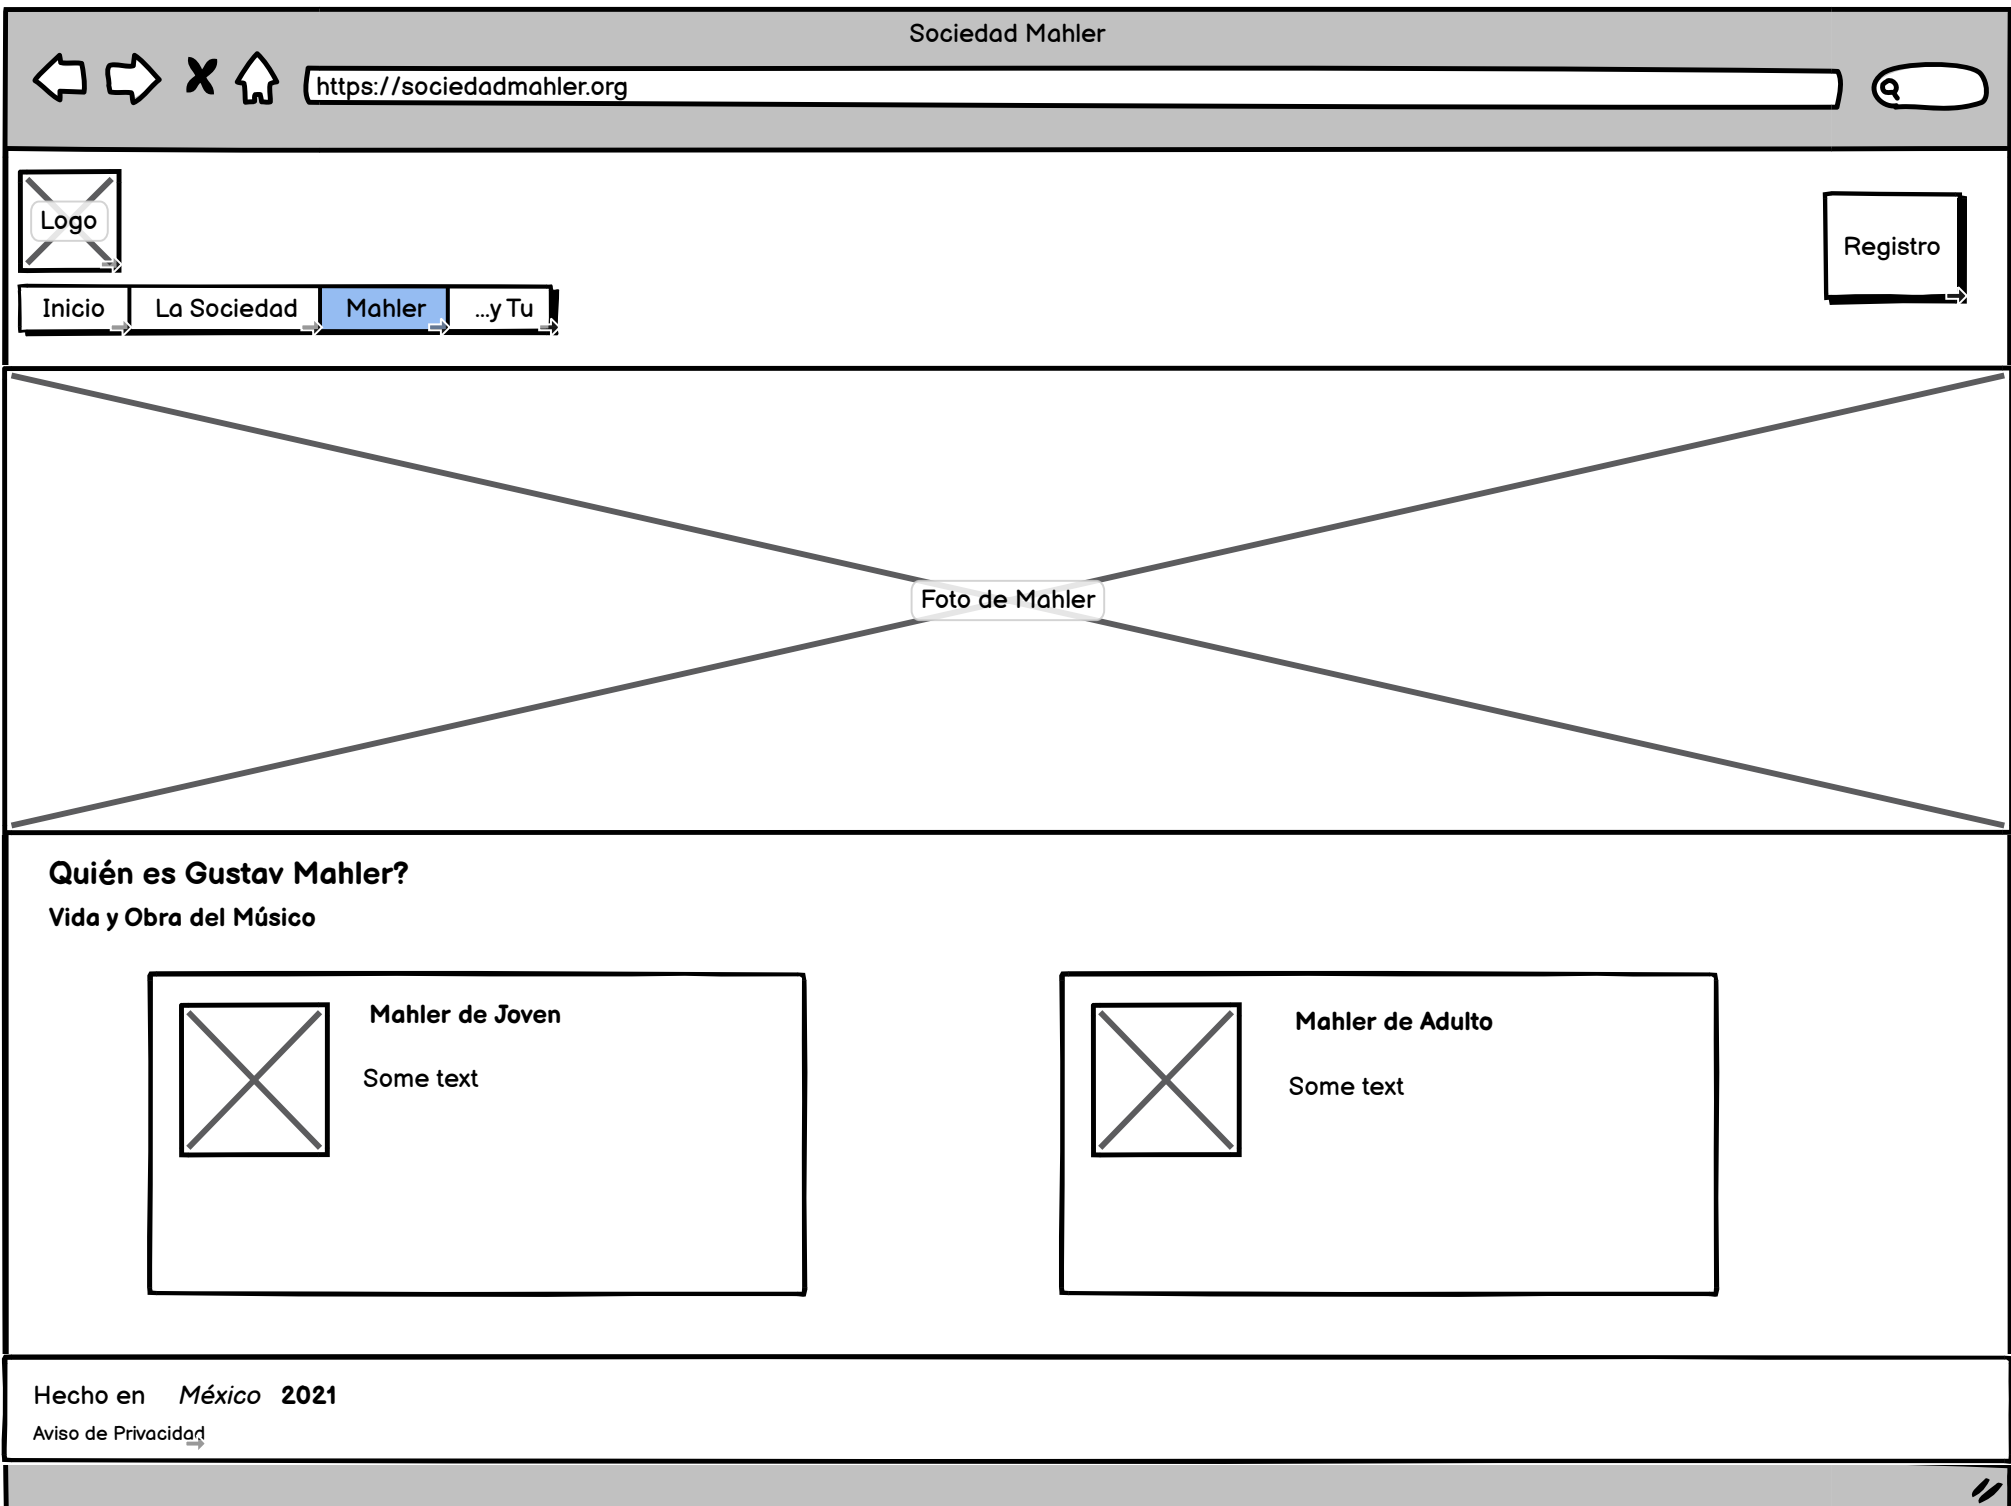 Sociedad Mahler
https://sociedadmahler.org
Logo
Registro
Inicio La Sociedad Mahler ...y Tu
Foto de Mahler
Quién es Gustav Mahler?
Vida y Obra del Músico
Mahler de Joven
Some text
Mahler de Adulto
Some text
Hecho en México 2021
Aviso de Privacidad